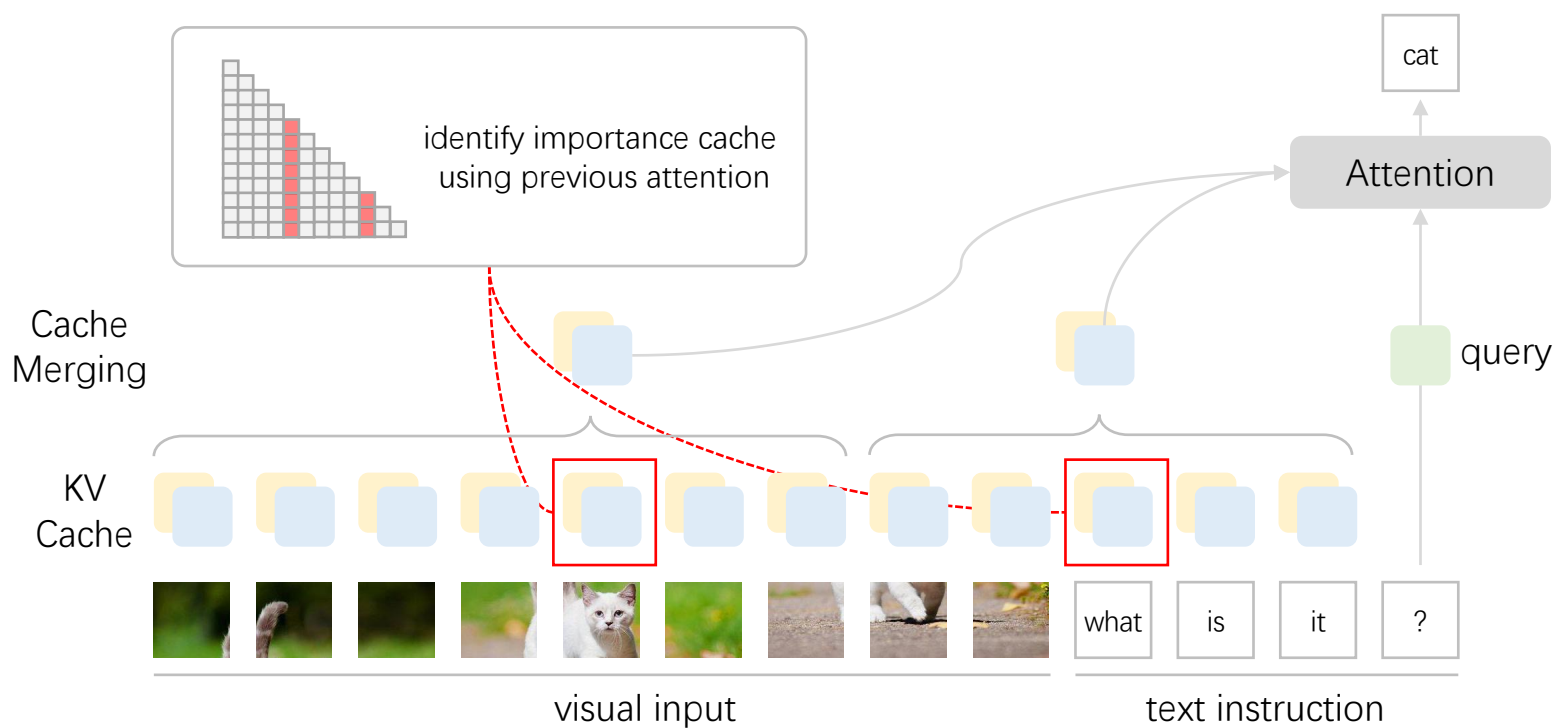 cat
identify importance cache
using previous attention
Attention
Cache
Merging
query
KV
Cache
what
is
it
?
visual input
text instruction